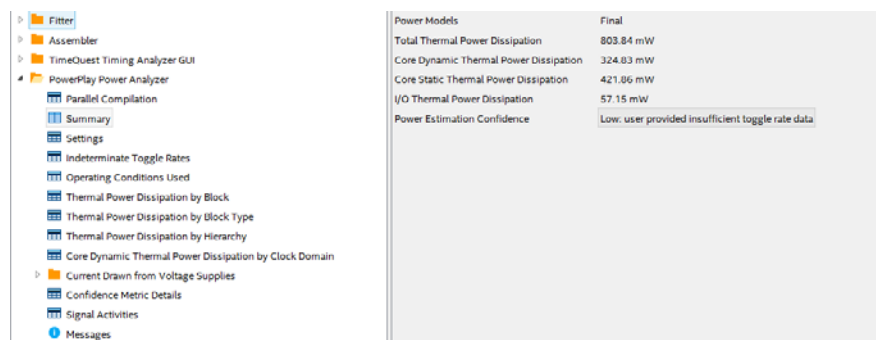 Fitter
Assembler
TimeQuest Timing Analyzer GUI
PowerPlay Power Analyzer
Parallel Compilation
Summary
Settings
Indeterminate Toggle Rates
Operating Conditions Used
Thermal Power Dissipation by Block
Thermal Power Dissipation by Block Type
Thermal Power Dissipation by Hierarchy
Core Dynamic Thermal Power Dissipation by Clock Domain
Current Drawn from Voltage Supplies
Confidence Metric Details
Signal Activities
Messages
Power Models Final
Total Thermal Power Dissipation 803.84 mW
Core Dynamic Thermal Power Dissipation 324.83 mW
Core Static Thermal Power Dissipation 421.86 mW
I/O Thermal Power Dissipation 57.15 mW
Power Estimation Confidence Low: user provided insufficient toggle rate data